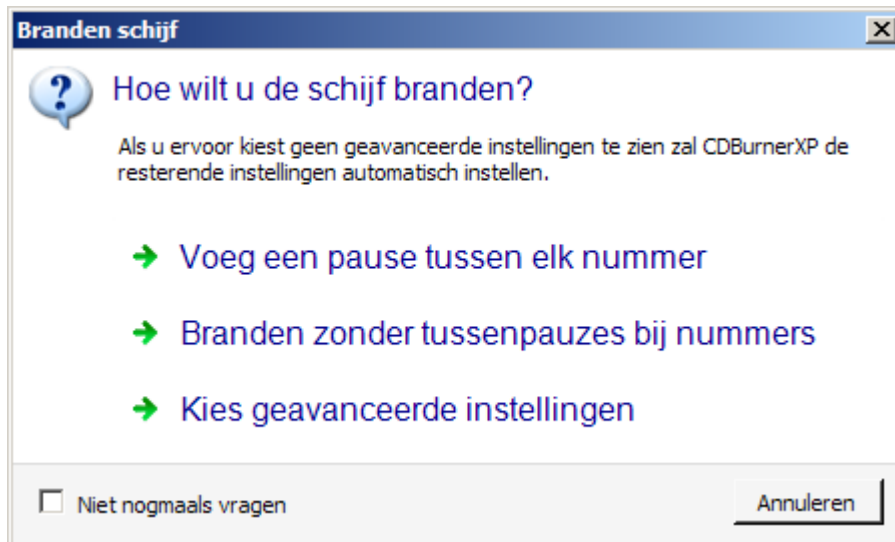 Branden schijf
Hoe wilt u de schijf branden?
Als u ervoor kiest geen geavanceerde instellingen te zien zal CDBurnerXP de
resterende instellingen automatisch instellen.
Voeg een pause tussen elk nummer
Branden zonder tussenpauzes bij nummers
Kies geavanceerde instellingen
Niet nogmaals vragen
Annuleren